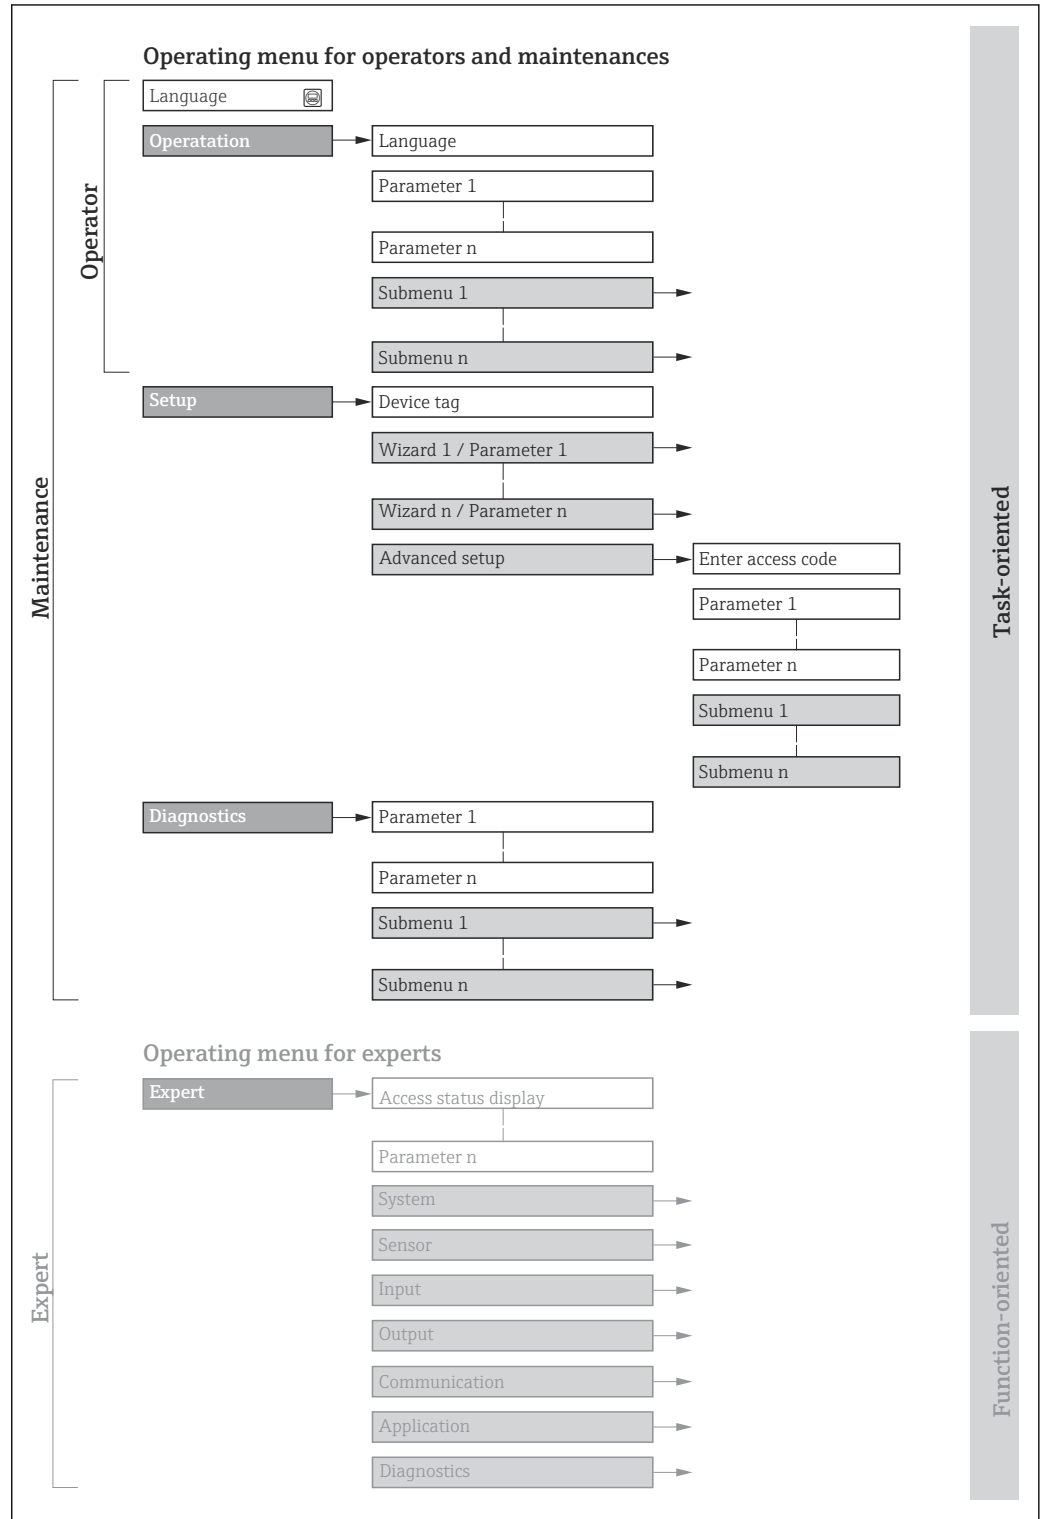 Operating menu for operators and maintenances
Language
Operatation
Language
Parameter 1
Parameter n
Submenu 1
Submenu n
Operator
Setup
Device tag
Wizard 1 / Parameter 1
Wizard n / Parameter n
Advanced setup
Enter access code
Parameter 1
Parameter n
Submenu 1
Submenu n
Maintenance
Task-oriented
Diagnostics
Parameter 1
Parameter n
Submenu 1
Submenu n
Operating menu for experts
Expert
Access status display
Parameter n
System
Sensor
Input
Output
Communication
Application
Diagnostics
Expert
Function-oriented